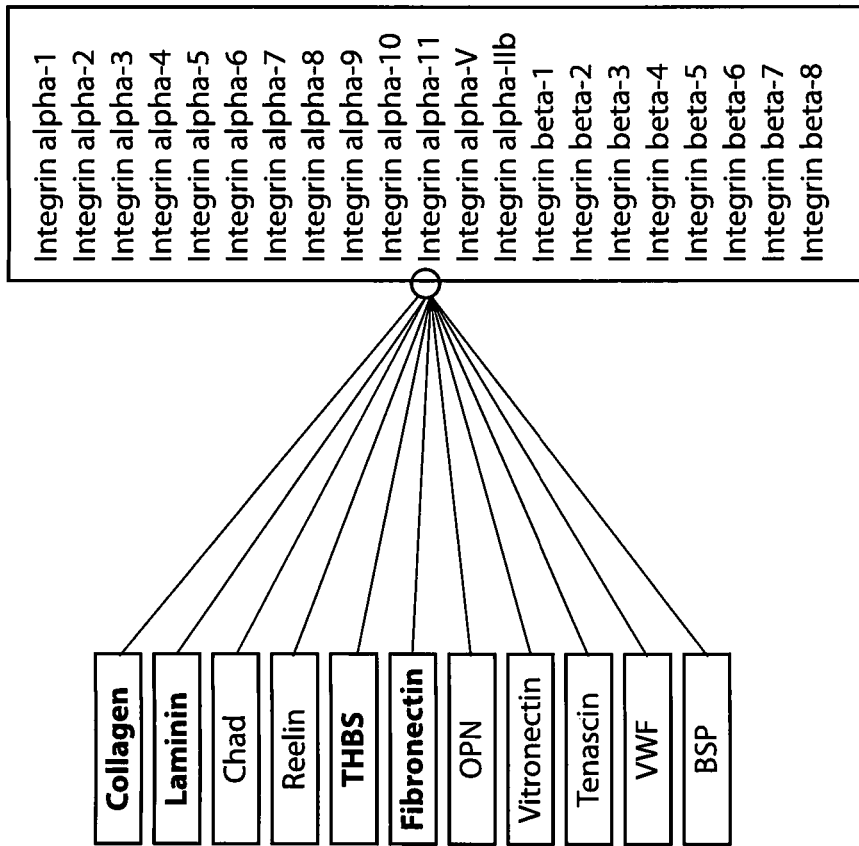 Collagen
Laminin
Chad
Reelin
THBS
Fibronectin
OPN
Vitronectin
Tenascin
VWF
BSP
Integrin alpha-1
Integrin alpha-2
Integrin alpha-3
Integrin alpha-4
Integrin alpha-5
Integrin alpha-6
Integrin alpha-7
Integrin alpha-8
Integrin alpha-9
Integrin alpha-10
Integrin alpha-11
Integrin alpha-V
Integrin alpha-IIb
Integrin beta-1
Integrin beta-2
Integrin beta-3
Integrin beta-4
Integrin beta-5
Integrin beta-6
Integrin beta-7
Integrin beta-8